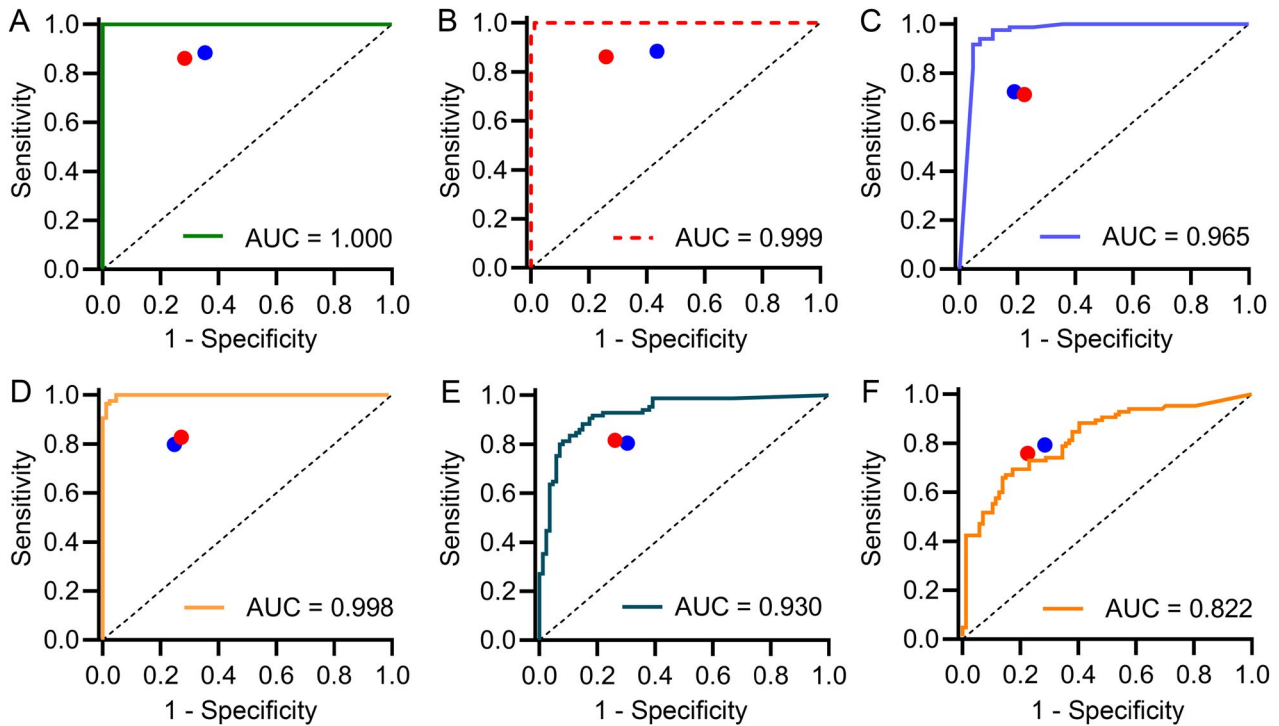 A
1.0
0.8
0.6
0.4
0.2
0.0
Sensitivity
AUC = 1.000
0.0 0.2 0.4 0.6 0.8 1.0
1 - Specificity
B
1.0
0.8
0.6
0.4
0.2
0.0
Sensitivity
AUC = 0.999
0.0 0.2 0.4 0.6 0.8 1.0
1 - Specificity
C
1.0
0.8
0.6
0.4
0.2
0.0
Sensitivity
AUC = 0.965
0.0 0.2 0.4 0.6 0.8 1.0
1 - Specificity
D
1.0
0.8
0.6
0.4
0.2
0.0
Sensitivity
AUC = 0.998
0.0 0.2 0.4 0.6 0.8 1.0
1 - Specificity
E
1.0
0.8
0.6
0.4
0.2
0.0
Sensitivity
AUC = 0.930
0.0 0.2 0.4 0.6 0.8 1.0
1 - Specificity
F
1.0
0.8
0.6
0.4
0.2
0.0
Sensitivity
AUC = 0.822
0.0 0.2 0.4 0.6 0.8 1.0
1 - Specificity